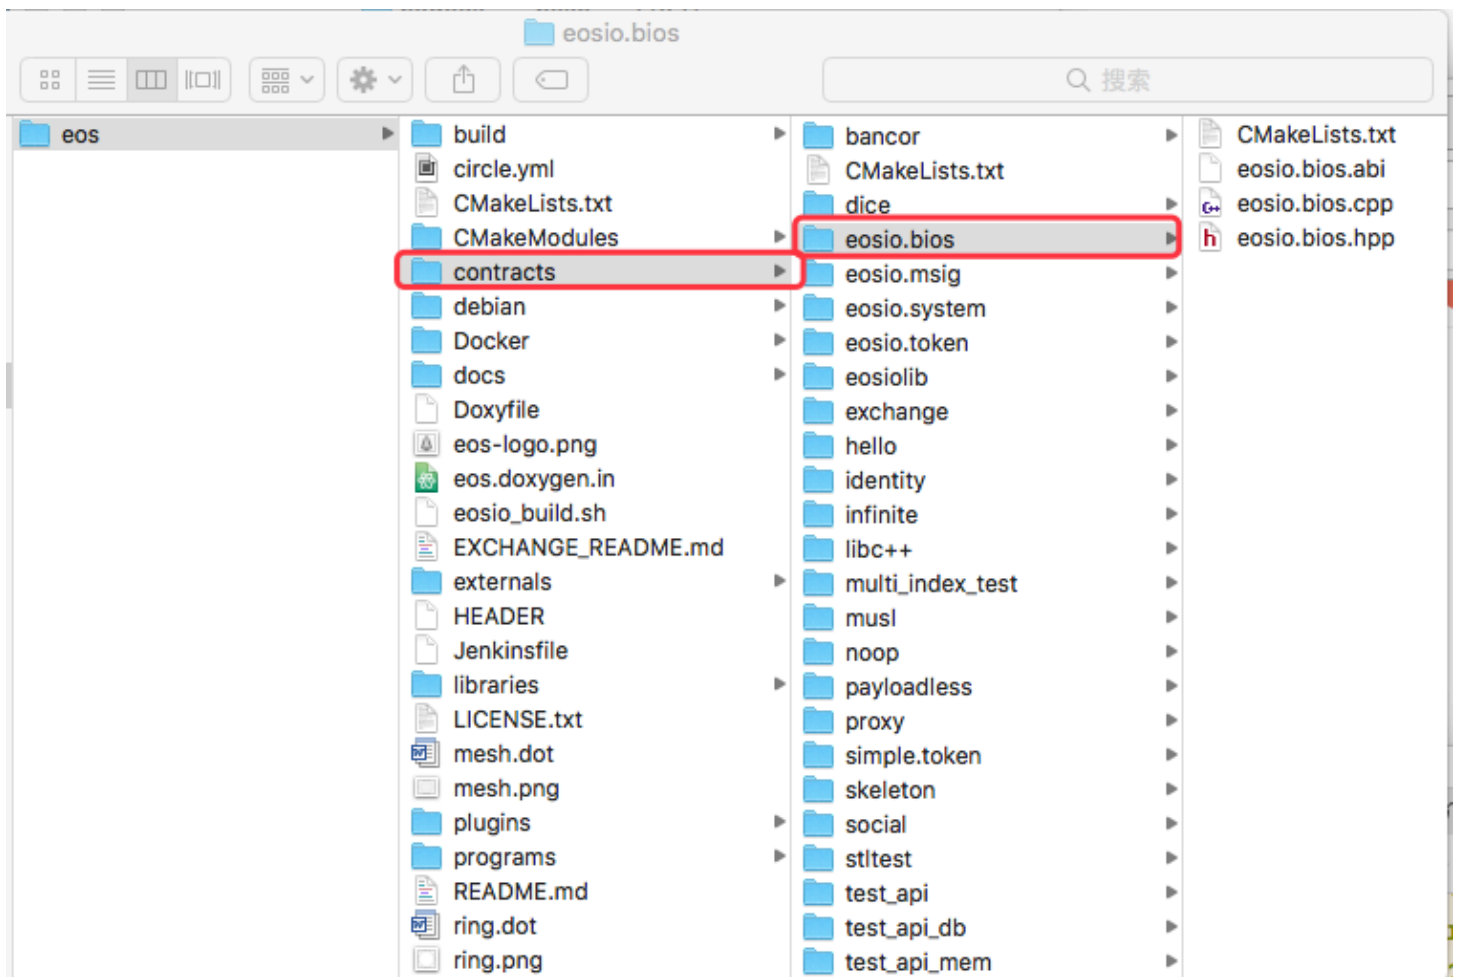 eosio.bios
搜索
eos
build
circle.yml
CMakeLists.txt
CMakeModules
contracts
debian
Docker
docs
Doxyfile
eos-logo.png
eos.doxygen.in
eosio_build.sh
EXCHANGE_README.md
externals
HEADER
Jenkinsfile
libraries
LICENSE.txt
mesh.dot
mesh.png
plugins
programs
README.md
ring.dot
ring.png
bancor
CMakeLists.txt
dice
eosio.bios
eosio.msig
eosio.system
eosio.token
eosiolib
exchange
hello
identity
infinite
libc++
multi_index_test
musl
noop
payloadless
proxy
simple.token
skeleton
social
stltest
test_api
test_api_db
test_api_mem
CMakeLists.txt
eosio.bios.abi
eosio.bios.cpp
eosio.bios.hpp